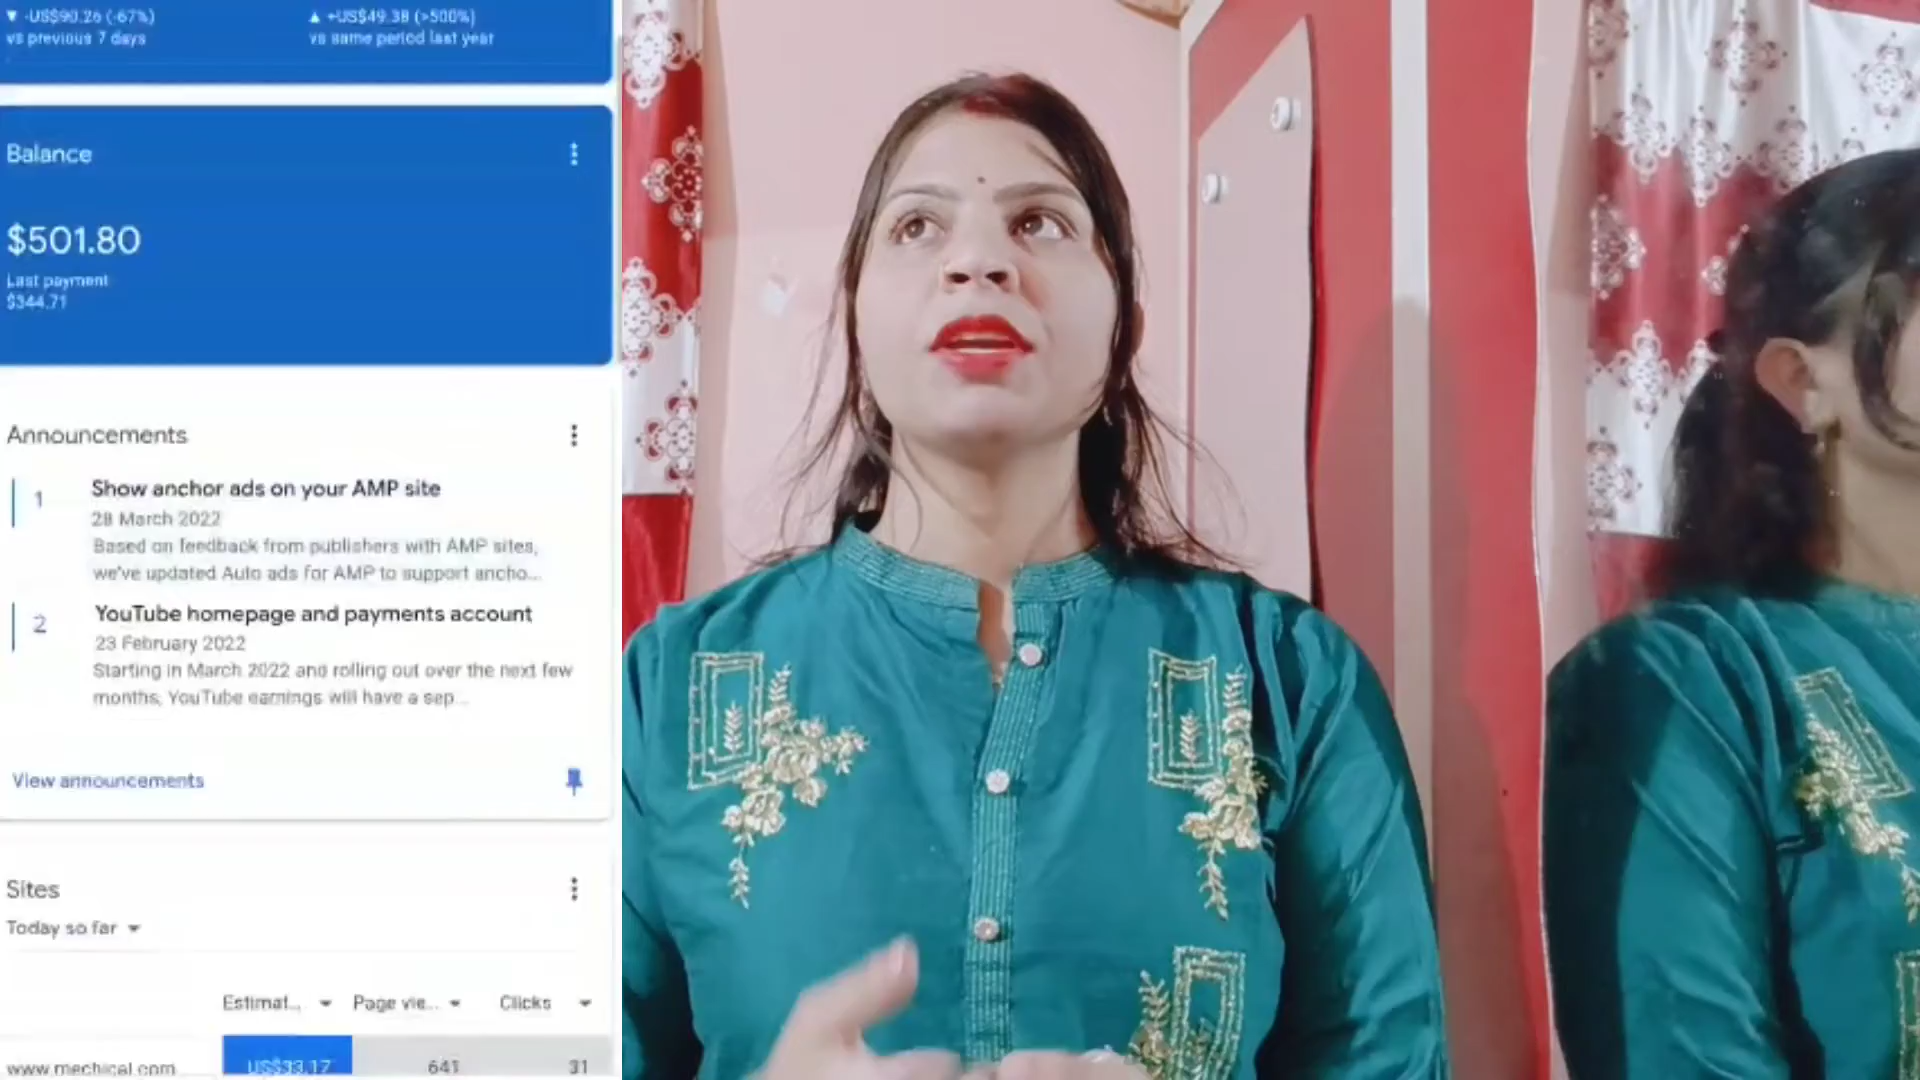 ▼ -US$90.26 (-67%)
vs previous 7 days
▲ +US$49.38 (>500%)
vs same period last year
Balance
$501.80
Last payment
$344.71
Announcements
1
Show anchor ads on your AMP site
28 March 2022
Based on feedback from publishers with AMP sites,
we've updated Auto ads for AMP to support ancho...
2
YouTube homepage and payments account
23 February 2022
Starting in March 2022 and rolling out over the next few
months, YouTube earnings will have a sep...
View announcements
Sites
Today so far
Estimat... Page vie... Clicks
www.mechical.com US$33.17 641 31